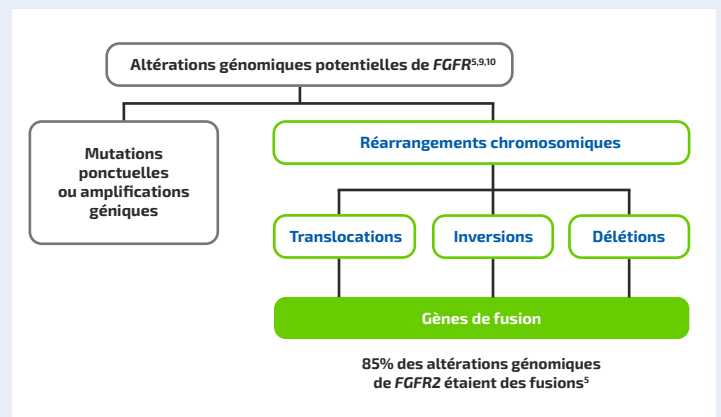 Altérations génomiques potentielles de FGFR5,9,10
Mutations
ponctuelles
ou amplifications
géniques
Réarrangements chromosomiques
Translocations
Inversions
Délétions
Gènes de fusion
85% des altérations génomiques
de FGFR2 étaient des fusions5